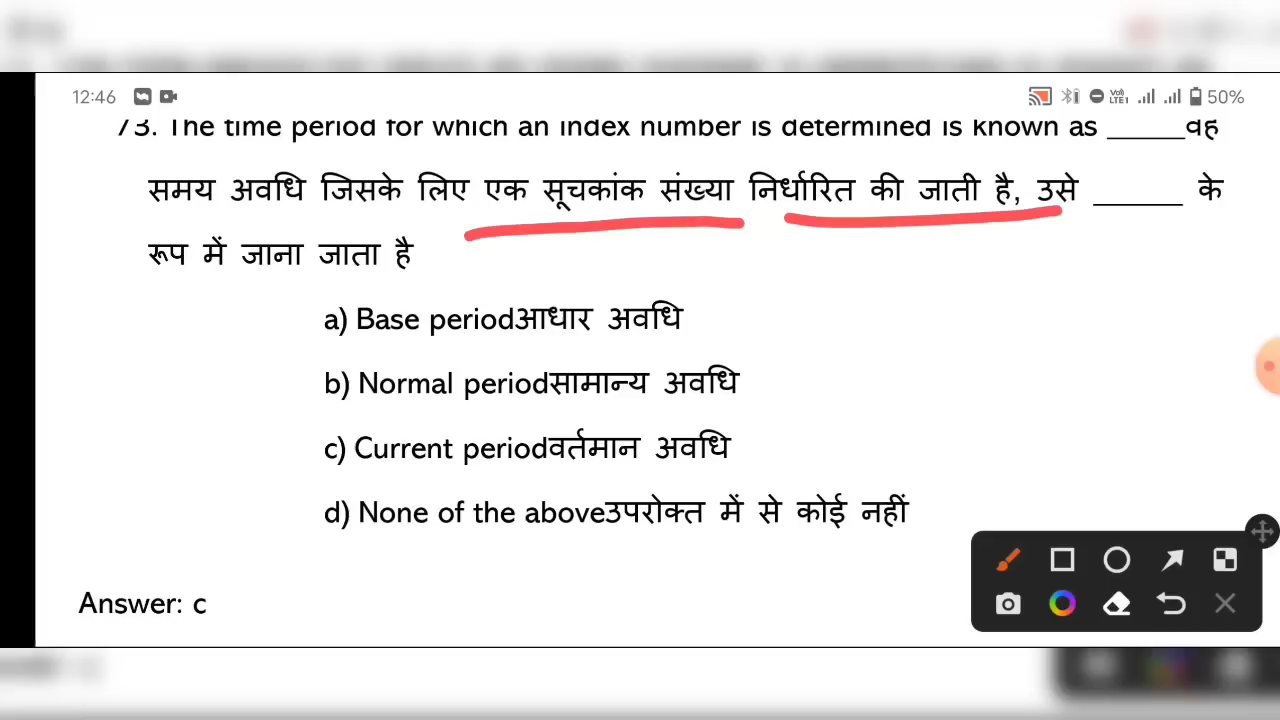 12:46 Vo) LTE1 50%
73. The time period for which an index number is determined is known as ______वह
समय अवधि जिसके लिए एक सूचकांक संख्या निर्धारित की जाती है, उसे ______ के
रूप में जाना जाता है
a) Base periodआधार अवधि
b) Normal periodसामान्य अवधि
c) Current periodवर्तमान अवधि
d) None of the aboveउपरोक्त में से कोई नहीं
Answer: c